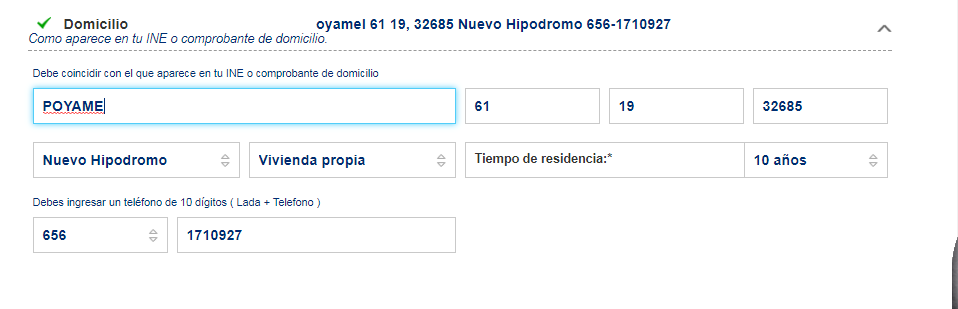 Domicilio oyamel 61 19, 32685 Nuevo Hipodromo 656-1710927
Como aparece en tu INE o comprobante de domicilio.
Debe coincidir con el que aparece en tu INE o comprobante de domicilio
POYAME 61 19 32685
Nuevo Hipodromo Vivienda propia Tiempo de residencia:* 10 años
Debes ingresar un teléfono de 10 dígitos ( Lada + Telefono )
656 1710927